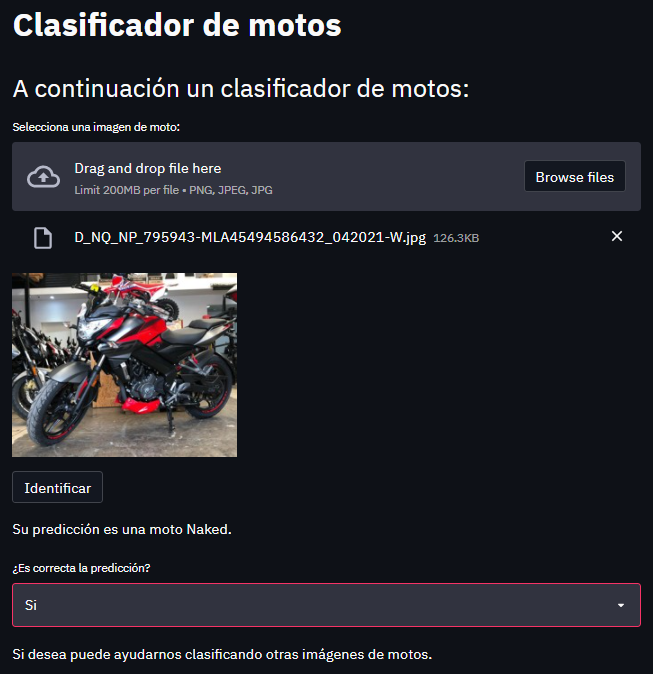 Clasificador de motos
A continuación un clasificador de motos:
Selecciona una imagen de moto:
Drag and drop file here
Limit 200MB per file • PNG, JPEG, JPG
Browse files
D_NQ_NP_795943-MLA45494586432_042021-W.jpg 126.3KB
Identificar
Su predicción es una moto Naked.
¿Es correcta la predicción?
Si
Si desea puede ayudarnos clasificando otras imágenes de motos.